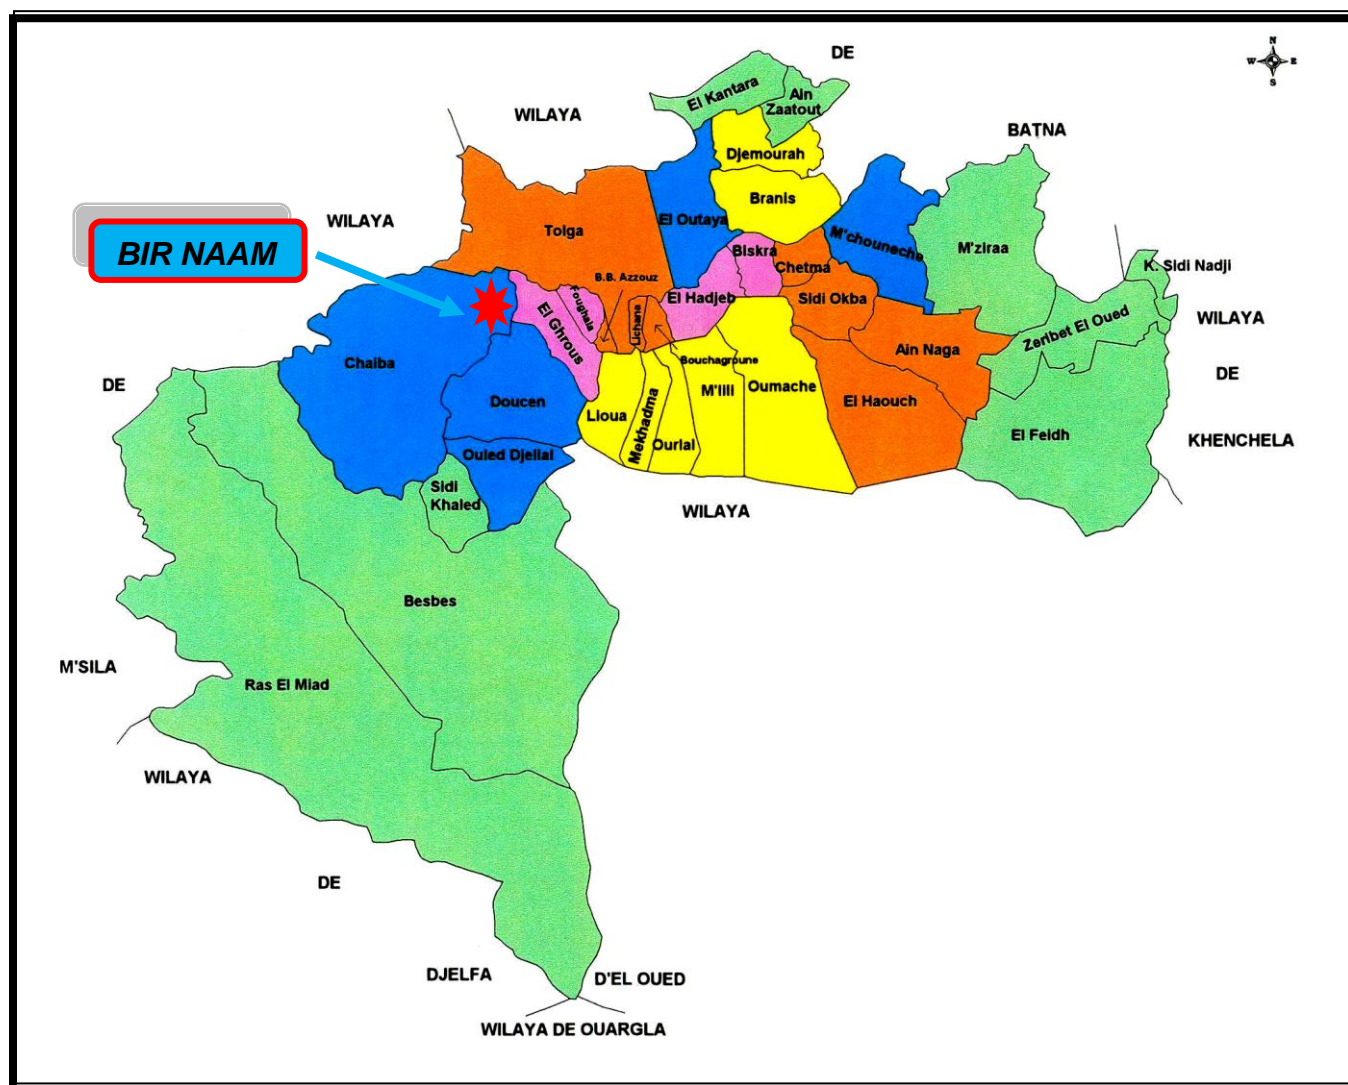 N
W E
S
DE
El Kantara
Ain
Zaatout
WILAYA
BATNA
Djemourah
Branis
WILAYA
Tolga
El Outaya
M'chouneche
M'ziraa
BIR NAAM
Biskra
Chetma
K. Sidi Nadji
B.B. Azzouz
El Hadjeb
Sidi Okba
Foughala
El Ghrous
Lichana
Zeribet El Oued
WILAYA
Chaiba
Bouchagroune
Ain Naga
DE
DE
M'lili
Oumache
Doucen
Lioua
Mekhadma
El Haouch
Ourlal
El Feidh
KHENCHELA
Ouled Djellal
Sidi
Khaled
WILAYA
Besbes
M'SILA
Ras El Miad
WILAYA
DE
DJELFA
D'EL OUED
WILAYA DE OUARGLA